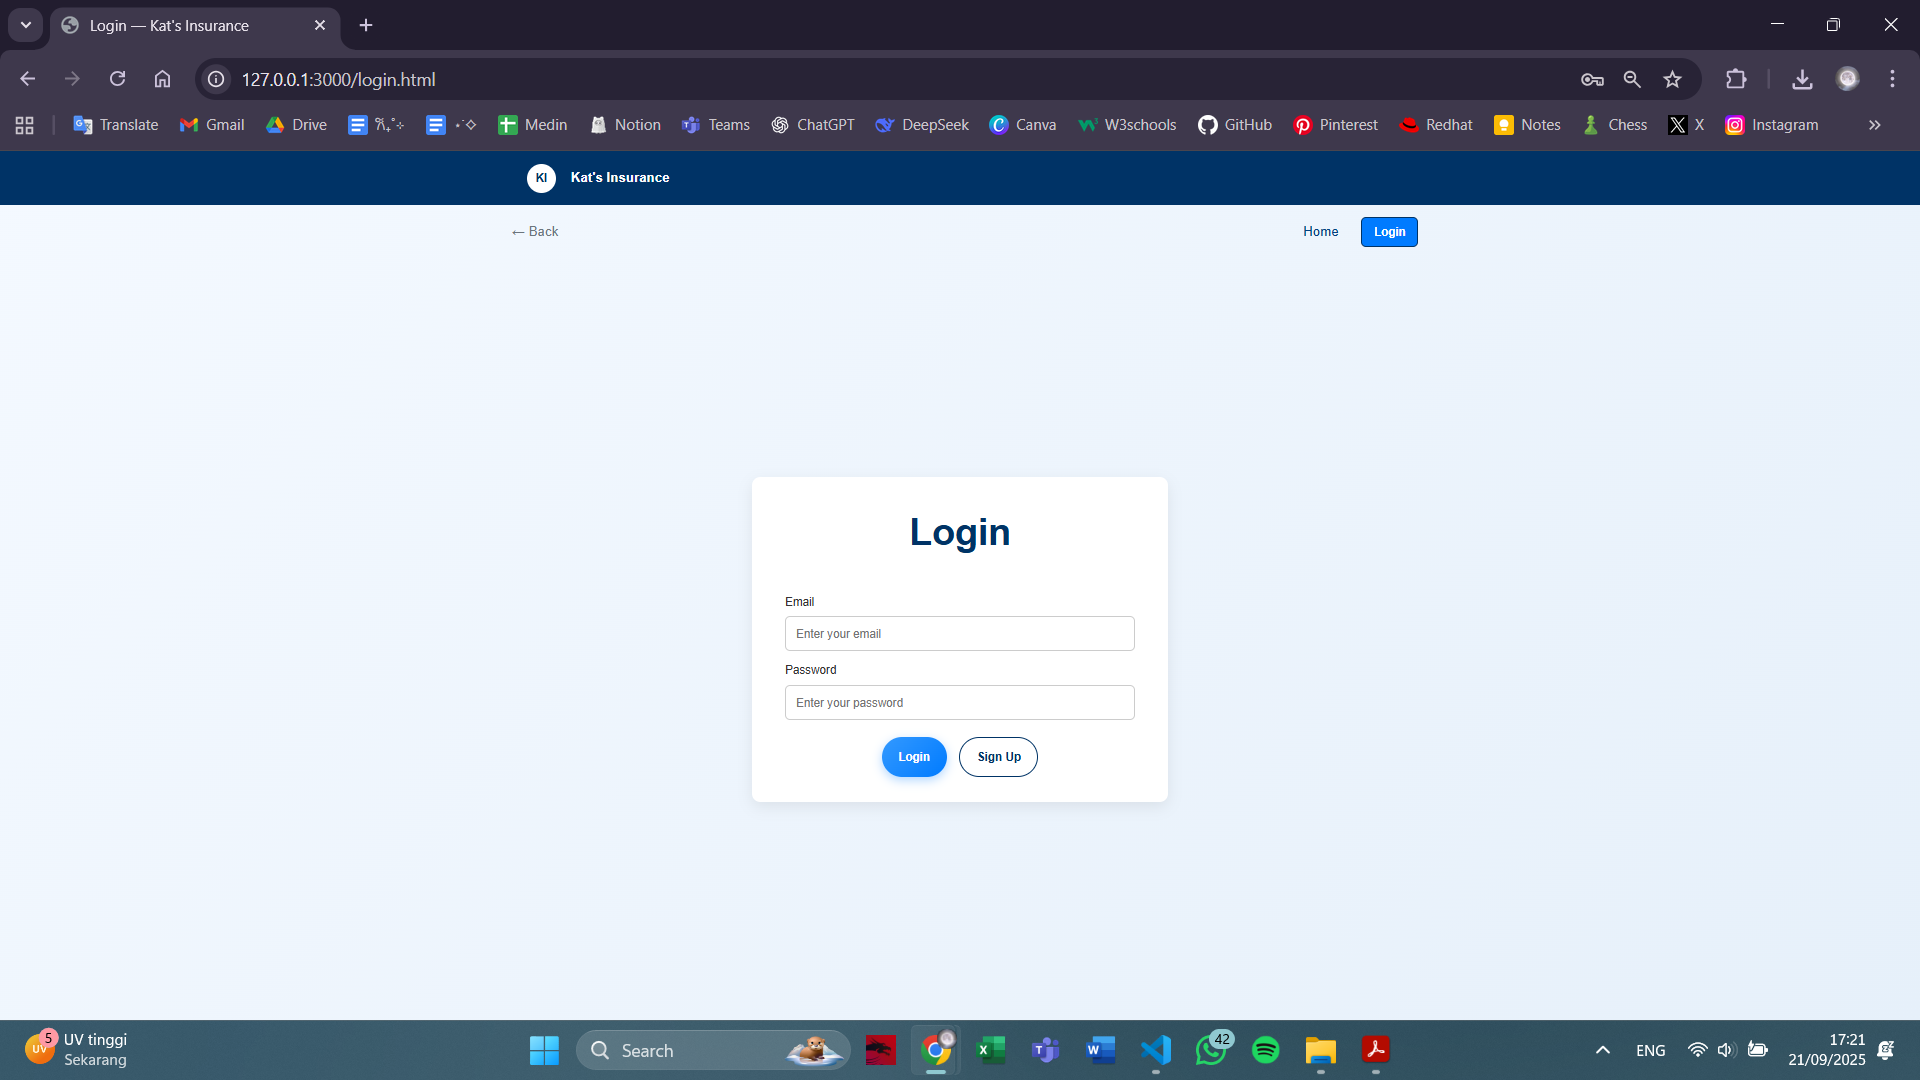 Login — Kat's Insurance
127.0.0.1:3000/login.html
Translate Gmail Drive Medin Notion Teams ChatGPT DeepSeek Canva W3schools GitHub Pinterest Redhat Notes Chess X Instagram
KI Kat's Insurance
← Back Home Login
Login
Email
Enter your email
Password
Enter your password
Login Sign Up
UV 5 UV tinggi
Sekarang
Search
42
ENG
17:21
21/09/2025